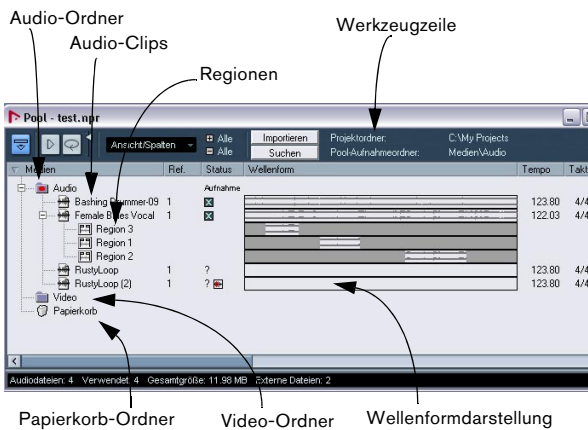 Audio-Ordner
Audio-Clips
Werkzeugzeile
Regionen
Pool - test.npr
Ansicht/Spalten
Alle
Importieren
Projektordner:
C:\My Projects
Alle
Suchen
Pool-Aufnahmeordner:
Medien\Audio
Medien Ref. Status Wellenform Tempo Takt
Audio Aufnahme
Bashing Drummer-09 1 123.80 4/4
Female Blues Vocal 1 122.03 4/4
Region 3
Region 1
Region 2
RustyLoop 1 ? 123.80 4/4
RustyLoop (2) 1 ? 123.80 4/4
Video
Papierkorb
Audiodateien: 4 Verwendet: 4 Gesamtgröße: 11.98 MB Externe Dateien: 2
Papierkorb-Ordner
Video-Ordner
Wellenformdarstellung